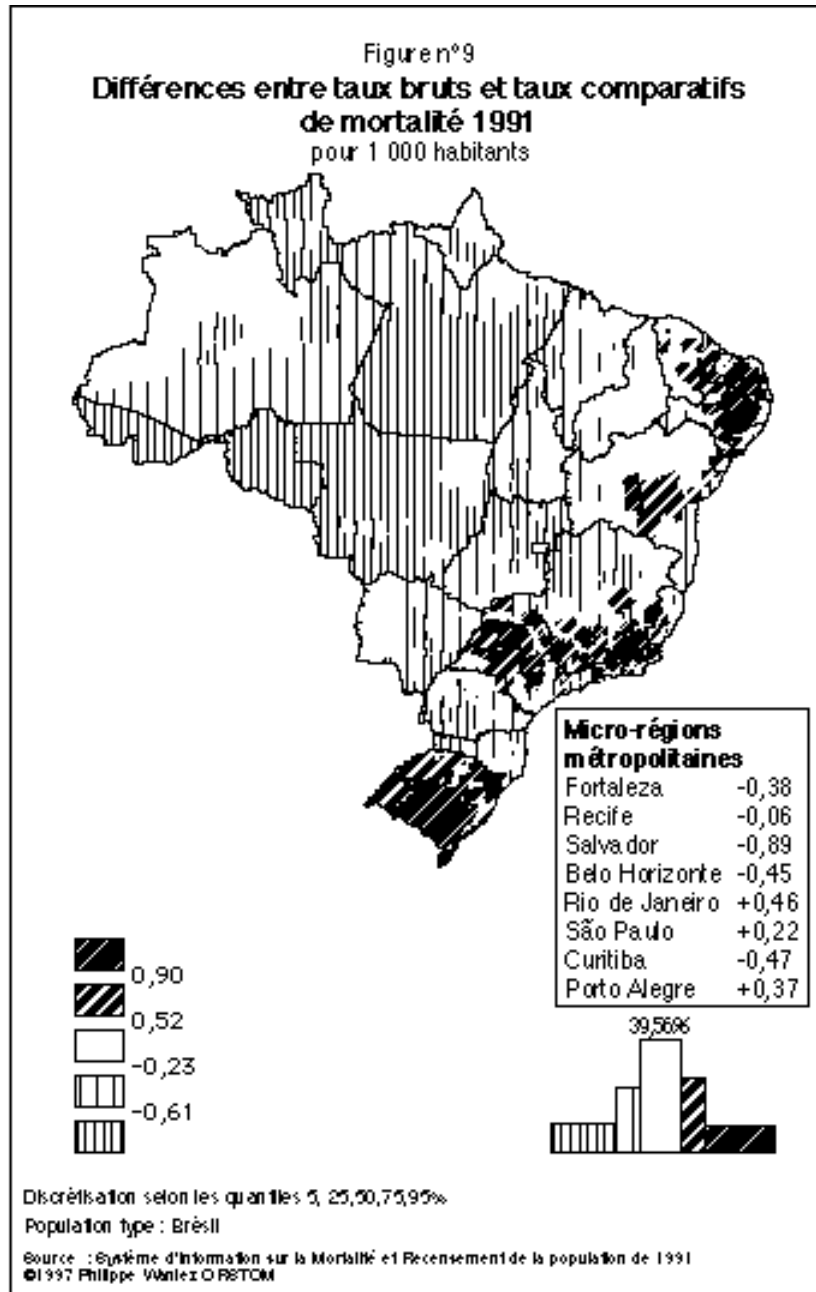 Figure n°9
Différences entre taux bruts et taux comparatifs
de mortalité 1991
pour 1 000 habitants
Micro-régions
métropolitaines
Fortaleza -0,38
Recife -0,06
Salvador -0,89
Belo Horizonte -0,45
Rio de Janeiro +0,46
São Paulo +0,22
Curitiba -0,47
Porto Alegre +0,37
0,90
0,52
-0,23
-0,61
39,56%
Discrétisation selon les quantiles 5, 25,50,75,95%
Population type : Brésil
Source : Système d'Information sur la Mortalité et Recensement de la population de 1991
©1997 Philippe Waniez ORSTOM